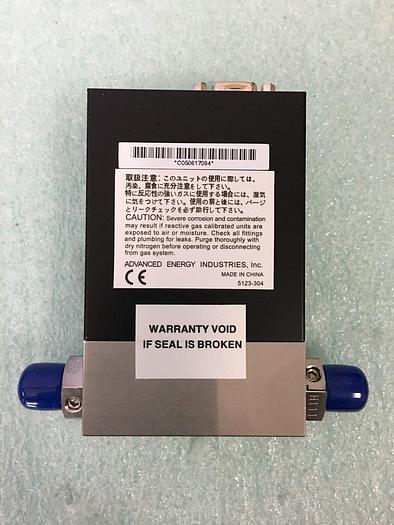 *C050617084*
取扱注意：このユニットの使用に際しては、
汚染、腐食に充分注意をして下さい。
特に反応性の強いガスに使用する場合には、湿気
に気をつけて下さい。使用の前と後には、パージ
とリークチェックを必ず励行して下さい。
CAUTION: Severe corrosion and contamination
may result if reactive gas calibrated units are
exposed to air or moisture. Check all fittings
and plumbing for leaks. Purge thoroughly with
dry nitrogen before operating or disconnecting
from gas system.
ADVANCED ENERGY INDUSTRIES, Inc.
CE
MADE IN CHINA
5123-304
WARRANTY VOID
IF SEAL IS BROKEN